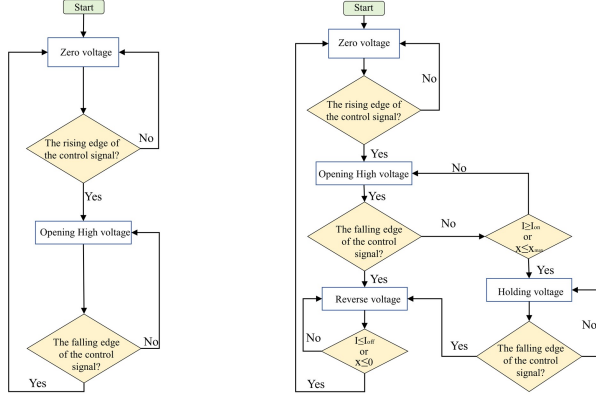 Start
Zero voltage
The rising edge of
the control signal?
No
Yes
Opening High voltage
The falling edge
of the control
signal?
No
Yes
Start
Zero voltage
No
The rising edge of
the control signal?
Yes
Opening High voltage
No
Yes
The falling edge
of the control
signal?
No
I≥Ion
or
x≤xmax
Yes
Yes
Reverse voltage
Holding voltage
No
I≤Ioff
or
x≤0
Yes
The falling edge
of the control
signal?
No
Yes